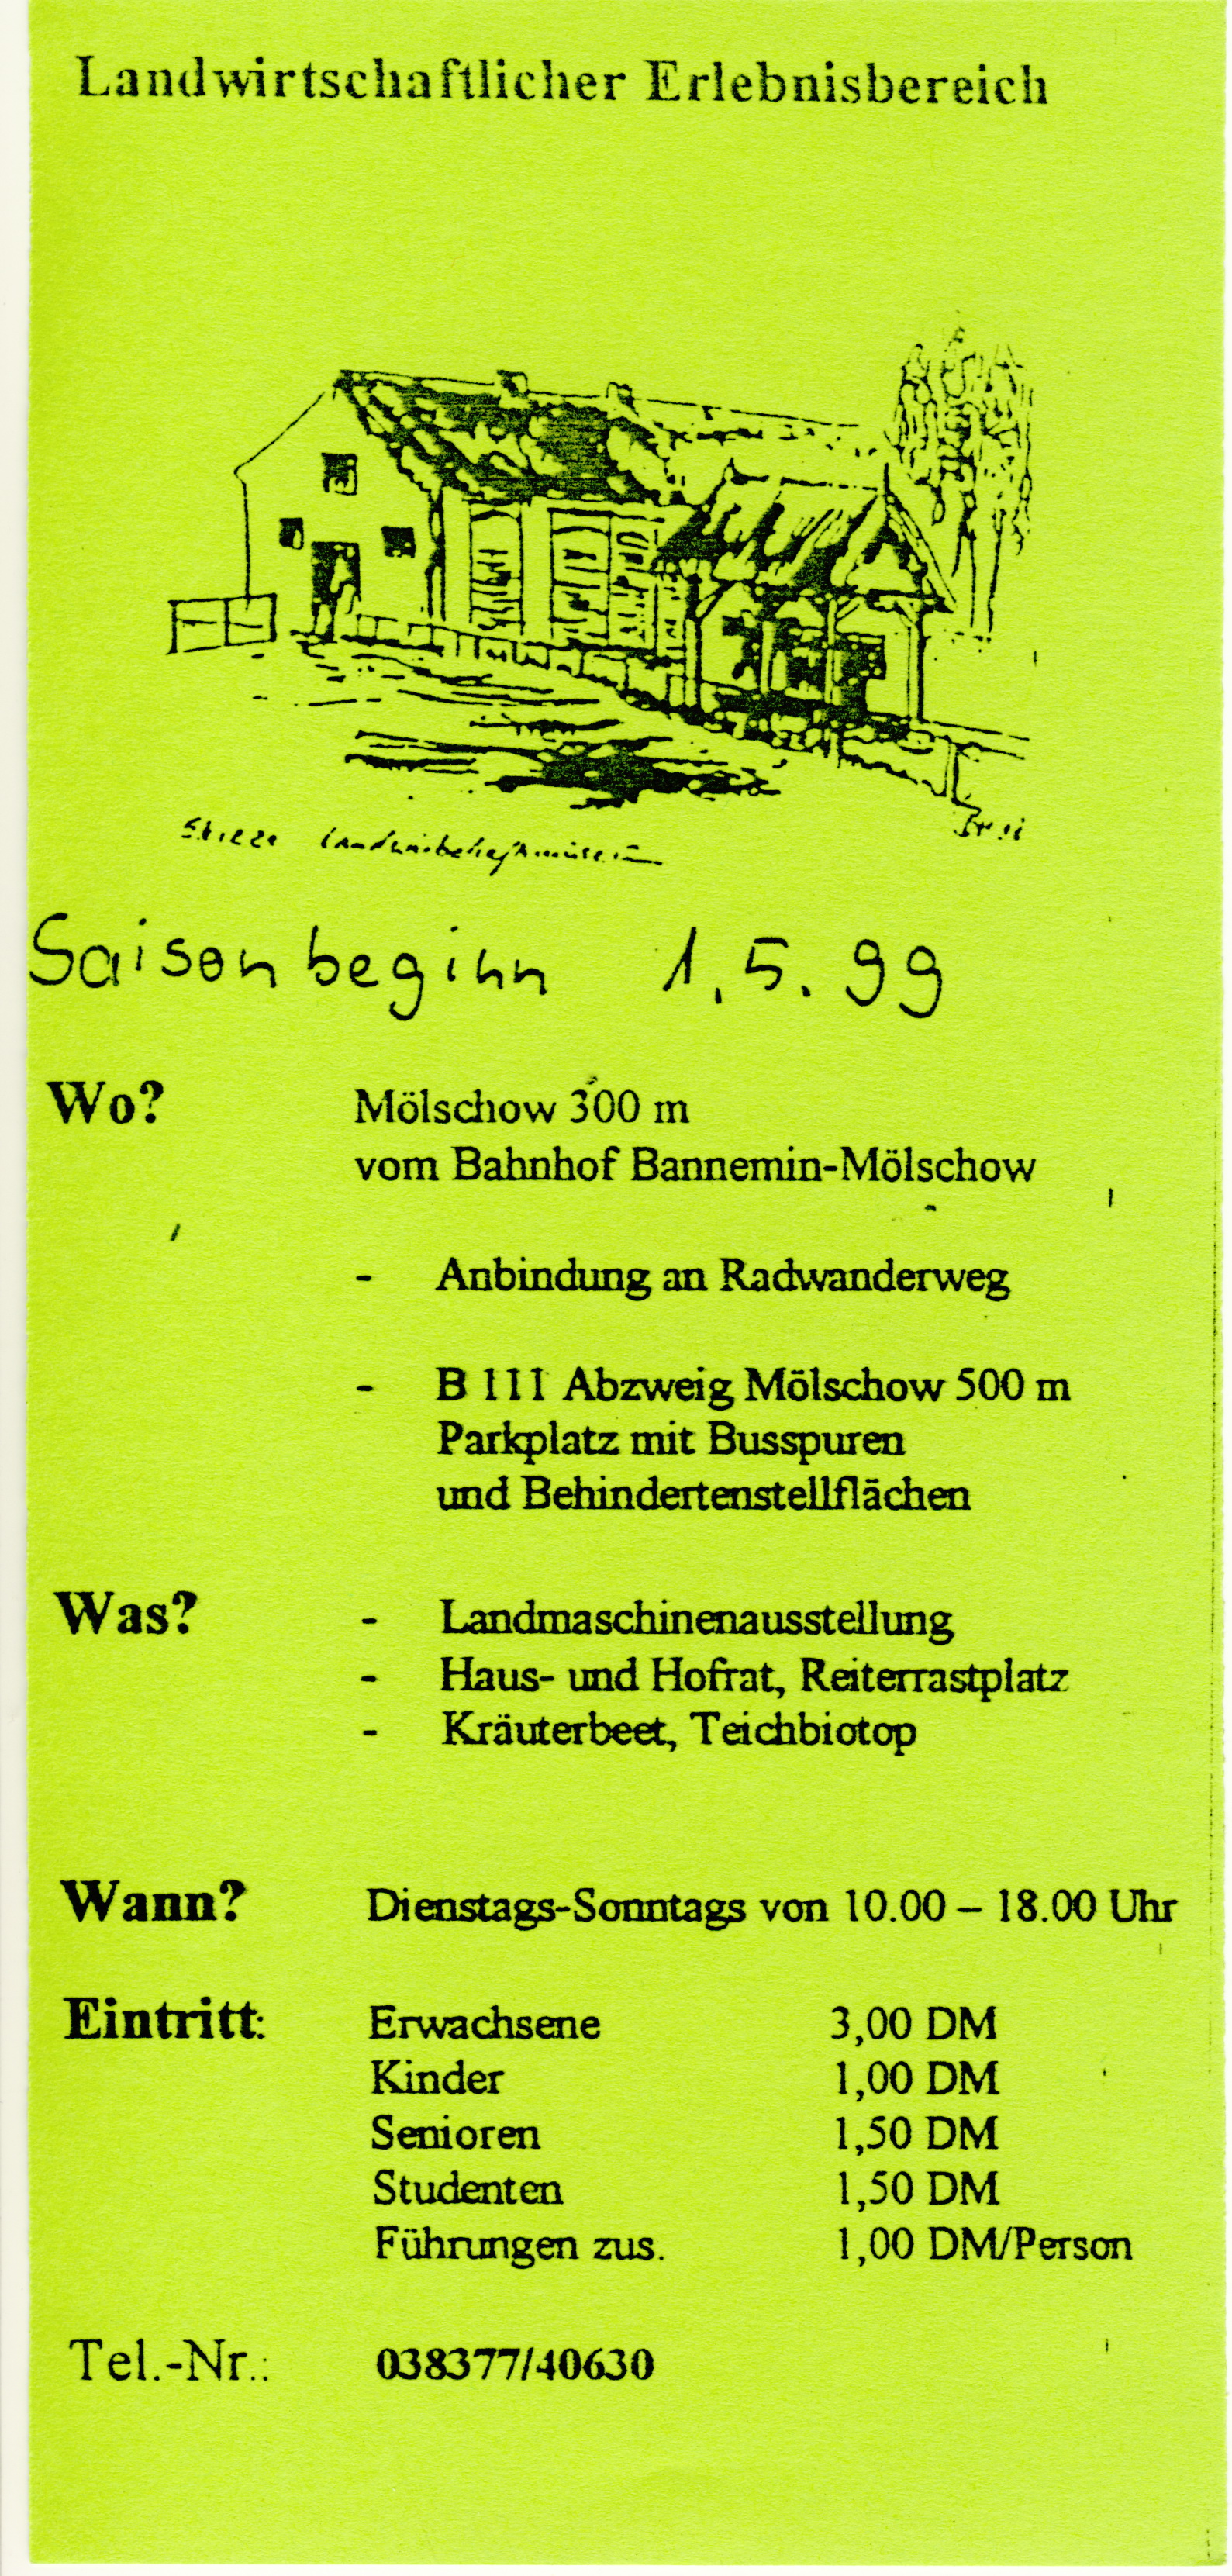 Landwirtschaftlicher Erlebnisbereich
Skizze Landwirtschaftsmuseum
Saisonbeginn 1.5.99
Wo? Mölschow 300 m
vom Bahnhof Bannemin-Mölschow
- Anbindung an Radwanderweg
- B 111 Abzweig Mölschow 500 m
Parkplatz mit Busspuren
und Behindertenstellflächen
Was? - Landmaschinenausstellung
- Haus- und Hofrat, Reiterrastplatz
- Kräuterbeet, Teichbiotop
Wann? Dienstags-Sonntags von 10.00 – 18.00 Uhr
Eintritt: Erwachsene 3,00 DM
Kinder 1,00 DM
Senioren 1,50 DM
Studenten 1,50 DM
Führungen zus. 1,00 DM/Person
Tel.-Nr.: 038377/40630